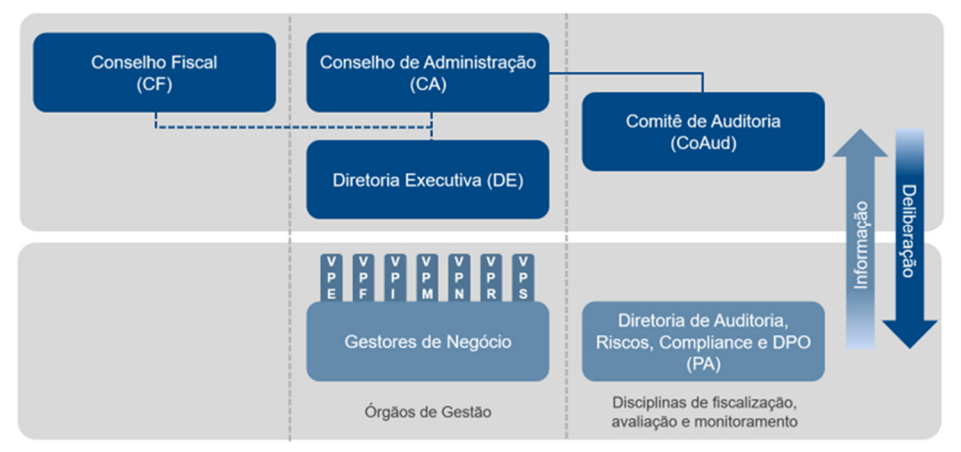 Conselho Fiscal
(CF)
Conselho de Administração
(CA)
Comitê de Auditoria
(CoAud)
Diretoria Executiva (DE)
Informação
Deliberação
VPE
VPF
VPI
VPM
VPN
VPR
VPS
Gestores de Negócio
Diretoria de Auditoria,
Riscos, Compliance e DPO
(PA)
Órgãos de Gestão
Disciplinas de fiscalização,
avaliação e monitoramento